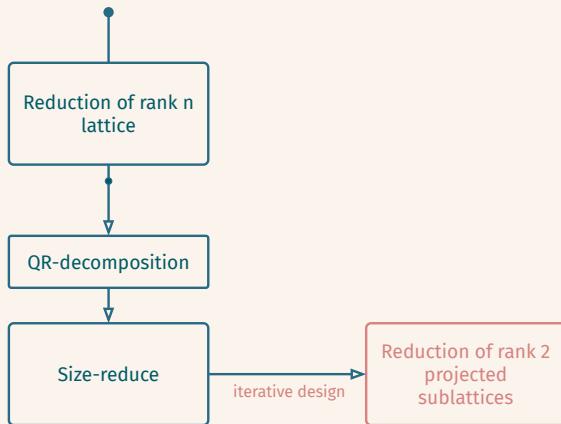 Reduction of rank n
lattice
QR-decomposition
Size-reduce
iterative design
Reduction of rank 2
projected
sublattices